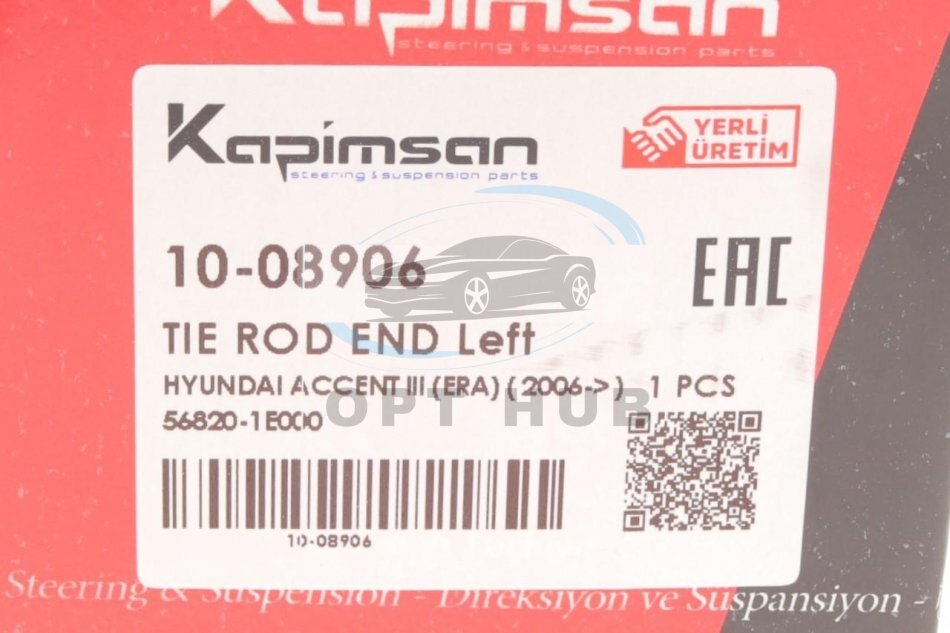 Kapimsan
steering & suspension parts
Kapimsan
steering & suspension parts
YERLİ
ÜRETİM
10-08906
EAC
TIE ROD END Left
HYUNDAI ACCENT III (ERA) ( 2006-> ) 1 PCS
OPT HUB
56820-1E000
10-08906
Steering & Suspension - Direksiyon ve Süspansiyon -